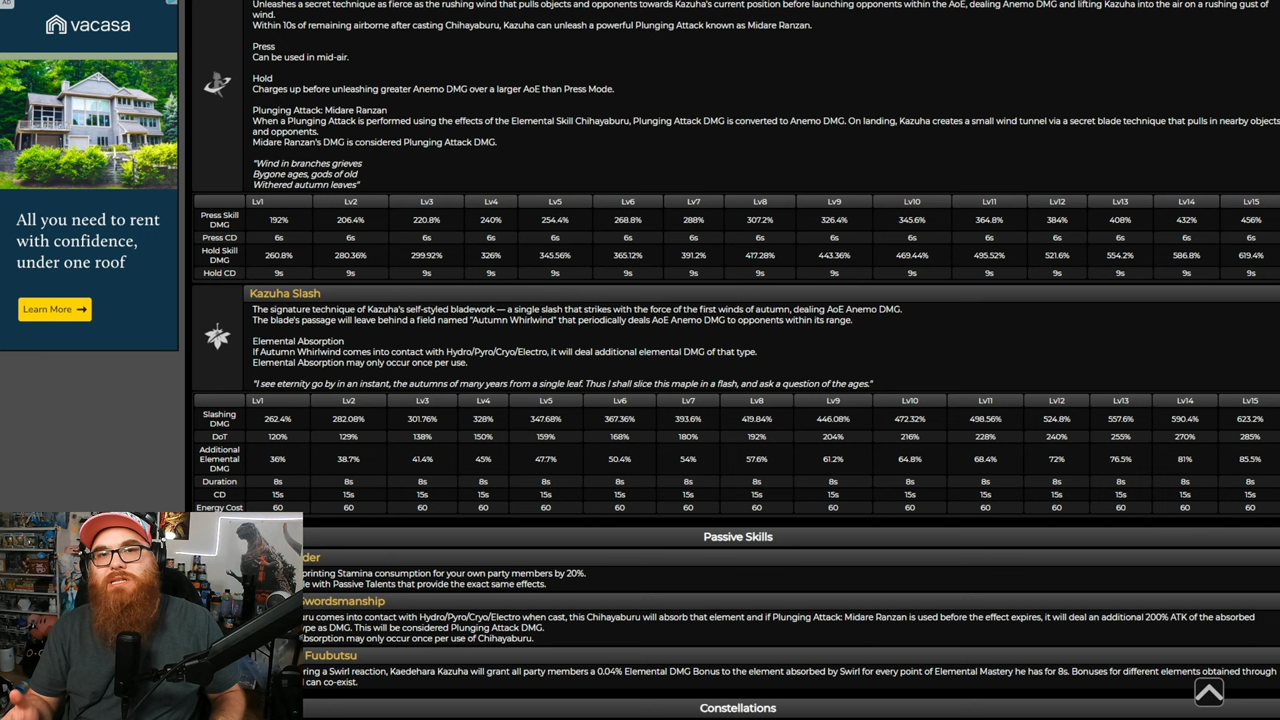 AD
vacasa
All you need to rent
with confidence,
under one roof
Learn More →
Unleashes a secret technique as fierce as the rushing wind that pulls objects and opponents towards Kazuha's current position before launching opponents within the AoE, dealing Anemo DMG and lifting Kazuha into the air on a rushing gust of
wind.
Within 10s of remaining airborne after casting Chihayaburu, Kazuha can unleash a powerful Plunging Attack known as Midare Ranzan.
Press
Can be used in mid-air.
Hold
Charges up before unleashing greater Anemo DMG over a larger AoE than Press Mode.
Plunging Attack: Midare Ranzan
When a Plunging Attack is performed using the effects of the Elemental Skill Chihayaburu, Plunging Attack DMG is converted to Anemo DMG. On landing, Kazuha creates a small wind tunnel via a secret blade technique that pulls in nearby objects
and opponents.
Midare Ranzan's DMG is considered Plunging Attack DMG.
"Wind in branches grieves
Bygone ages, gods of old
Withered autumn leaves"
Lv1 Lv2 Lv3 Lv4 Lv5 Lv6 Lv7 Lv8 Lv9 Lv10 Lv11 Lv12 Lv13 Lv14 Lv15
Press Skill DMG 192% 206.4% 220.8% 240% 254.4% 268.8% 288% 307.2% 326.4% 345.6% 364.8% 384% 408% 432% 456%
Press CD 6s 6s 6s 6s 6s 6s 6s 6s 6s 6s 6s 6s 6s 6s 6s
Hold Skill DMG 260.8% 280.36% 299.92% 326% 345.56% 365.12% 391.2% 417.28% 443.36% 469.44% 495.52% 521.6% 554.2% 586.8% 619.4%
Hold CD 9s 9s 9s 9s 9s 9s 9s 9s 9s 9s 9s 9s 9s 9s 9s
Kazuha Slash
The signature technique of Kazuha's self-styled bladework — a single slash that strikes with the force of the first winds of autumn, dealing AoE Anemo DMG.
The blade's passage will leave behind a field named "Autumn Whirlwind" that periodically deals AoE Anemo DMG to opponents within its range.
Elemental Absorption
If Autumn Whirlwind comes into contact with Hydro/Pyro/Cryo/Electro, it will deal additional elemental DMG of that type.
Elemental Absorption may only occur once per use.
"I see eternity go by in an instant, the autumns of many years from a single leaf. Thus I shall slice this maple in a flash, and ask a question of the ages."
Lv1 Lv2 Lv3 Lv4 Lv5 Lv6 Lv7 Lv8 Lv9 Lv10 Lv11 Lv12 Lv13 Lv14 Lv15
Slashing DMG 262.4% 282.08% 301.76% 328% 347.68% 367.36% 393.6% 419.84% 446.08% 472.32% 498.56% 524.8% 557.6% 590.4% 623.2%
DoT 120% 129% 138% 150% 159% 168% 180% 192% 204% 216% 228% 240% 255% 270% 285%
Additional Elemental DMG 36% 38.7% 41.4% 45% 47.7% 50.4% 54% 57.6% 61.2% 64.8% 68.4% 72% 76.5% 81% 85.5%
Duration 8s 8s 8s 8s 8s 8s 8s 8s 8s 8s 8s 8s 8s 8s 8s
CD 15s 15s 15s 15s 15s 15s 15s 15s 15s 15s 15s 15s 15s 15s 15s
Energy Cost 60 60 60 60 60 60 60 60 60 60 60 60 60 60 60
Passive Skills
der
printing Stamina consumption for your own party members by 20%.
le with Passive Talents that provide the exact same effects.
Swordsmanship
ru comes into contact with Hydro/Pyro/Cryo/Electro when cast, this Chihayaburu will absorb that element and if Plunging Attack: Midare Ranzan is used before the effect expires, it will deal an additional 200% ATK of the absorbed
pe as DMG. This will be considered Plunging Attack DMG.
bsorption may only occur once per use of Chihayaburu.
Fuubutsu
ring a Swirl reaction, Kaedehara Kazuha will grant all party members a 0.04% Elemental DMG Bonus to the element absorbed by Swirl for every point of Elemental Mastery he has for 8s. Bonuses for different elements obtained through
can co-exist.
Constellations